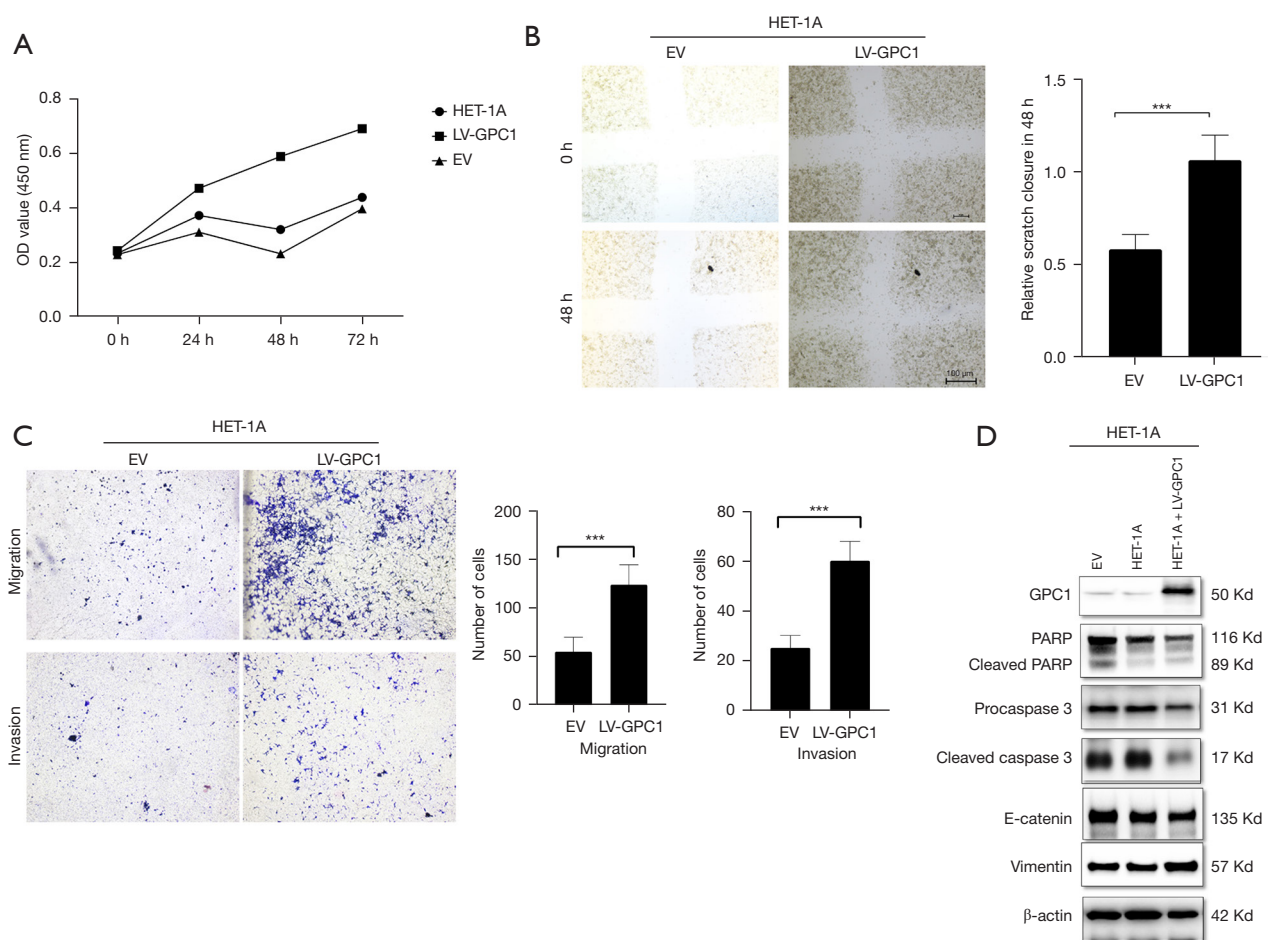 A
OD value (450 nm)
0.8
0.6
0.4
0.2
0.0
0 h
24 h
48 h
72 h
HET-1A
LV-GPC1
EV
B
HET-1A
EV
LV-GPC1
0 h
48 h
100 μm
Relative scratch closure in 48 h
1.5
1.0
0.5
0.0
***
EV
LV-GPC1
C
HET-1A
EV
LV-GPC1
Migration
Invasion
Number of cells
200
150
100
50
0
***
EV
LV-GPC1
Migration
Number of cells
80
60
40
20
0
***
EV
LV-GPC1
Invasion
D
HET-1A
EV
HET-1A
HET-1A + LV-GPC1
GPC1
50 Kd
PARP
116 Kd
Cleaved PARP
89 Kd
Procaspase 3
31 Kd
Cleaved caspase 3
17 Kd
E-catenin
135 Kd
Vimentin
57 Kd
β-actin
42 Kd